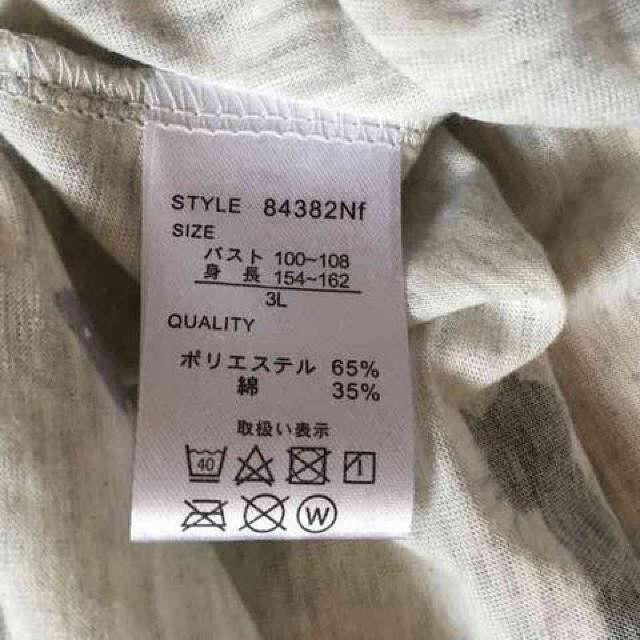 STYLE 84382Nf
SIZE
バスト 100~108
身長 154~162
3L
QUALITY
ポリエステル 65%
綿 35%
取扱い表示
40
W